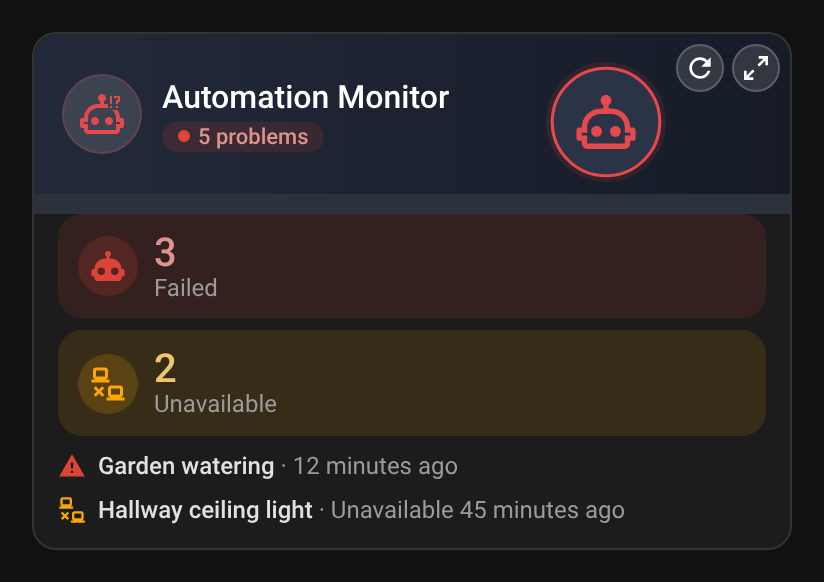 Automation Monitor
5 problems
3
Failed
2
Unavailable
Garden watering · 12 minutes ago
Hallway ceiling light · Unavailable 45 minutes ago